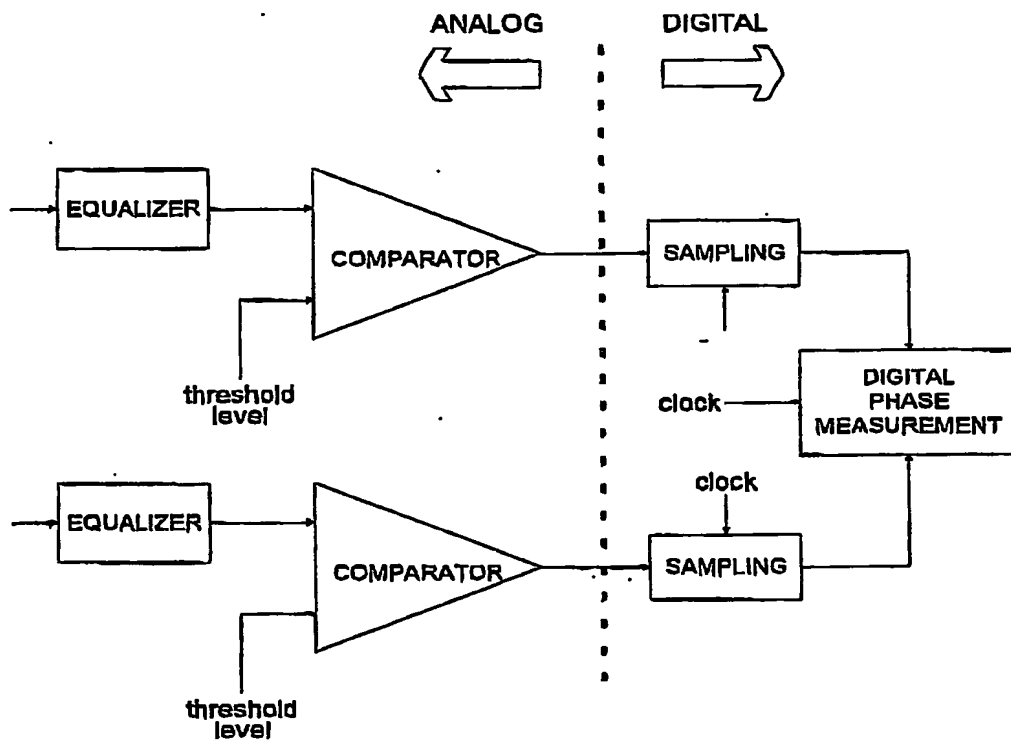 ANALOG
DIGITAL
EQUALIZER
COMPARATOR
SAMPLING
threshold
level
clock
DIGITAL
PHASE
MEASUREMENT
clock
EQUALIZER
COMPARATOR
SAMPLING
threshold
level